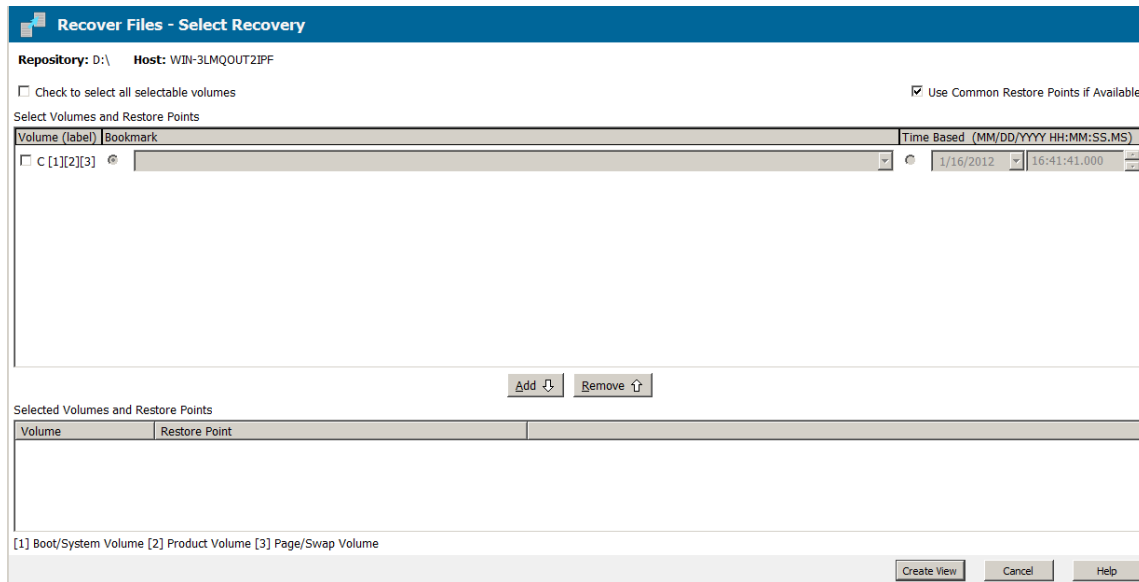 Recover Files - Select Recovery
Repository: D:\ Host: WIN-3LMQOUT2IPF
Check to select all selectable volumes Use Common Restore Points if Available
Select Volumes and Restore Points
Volume (label) Bookmark Time Based (MM/DD/YYYY HH:MM:SS.MS)
C [1][2][3] 1/16/2012 16:41:41.000
Add Remove
Selected Volumes and Restore Points
Volume Restore Point
[1] Boot/System Volume [2] Product Volume [3] Page/Swap Volume
Create View Cancel Help